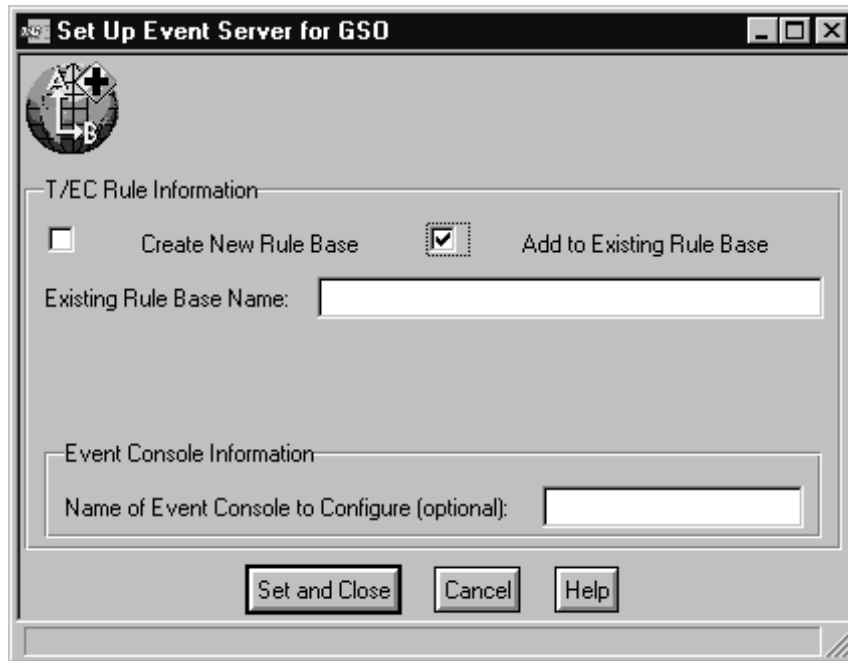 Set Up Event Server for GSO
A
B
T/EC Rule Information
Create New Rule Base
Add to Existing Rule Base
Existing Rule Base Name:
Event Console Information
Name of Event Console to Configure (optional):
Set and Close
Cancel
Help